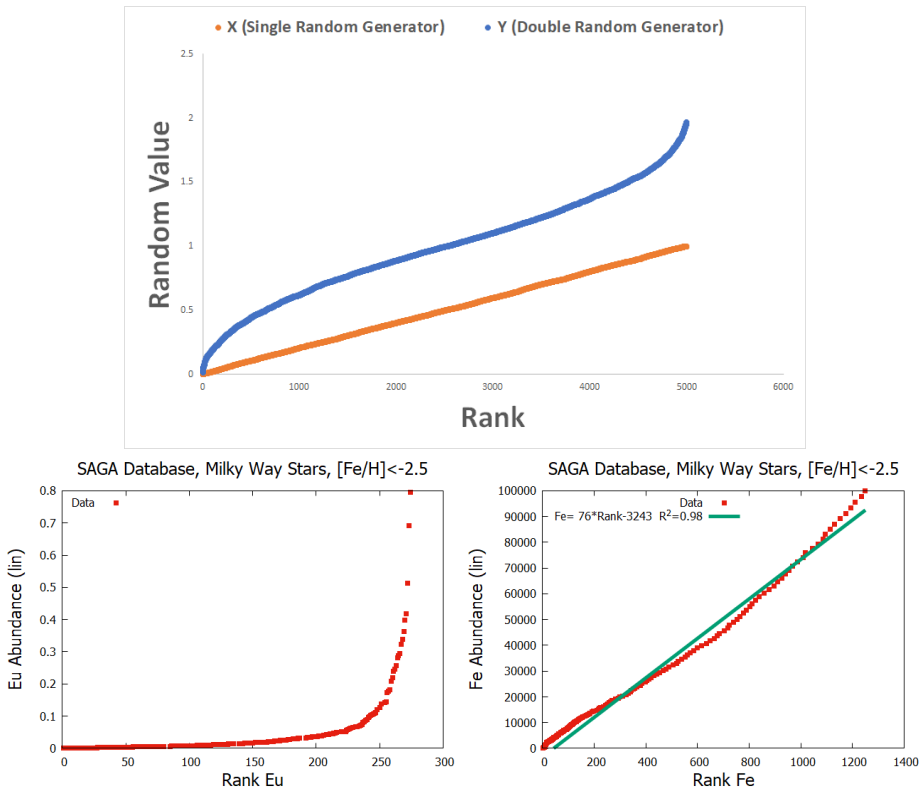 X (Single Random Generator) Y (Double Random Generator)
2.5
2
1.5
1
0.5
0
0 1000 2000 3000 4000 5000 6000
Random Value
Rank
SAGA Database, Milky Way Stars, [Fe/H]<-2.5
Data
0.8
0.7
0.6
0.5
0.4
0.3
0.2
0.1
0
0 50 100 150 200 250 300
Eu Abundance (lin)
Rank Eu
SAGA Database, Milky Way Stars, [Fe/H]<-2.5
Data
Fe= 76*Rank-3243 R²=0.98
100000
90000
80000
70000
60000
50000
40000
30000
20000
10000
0
0 200 400 600 800 1000 1200 1400
Fe Abundance (lin)
Rank Fe